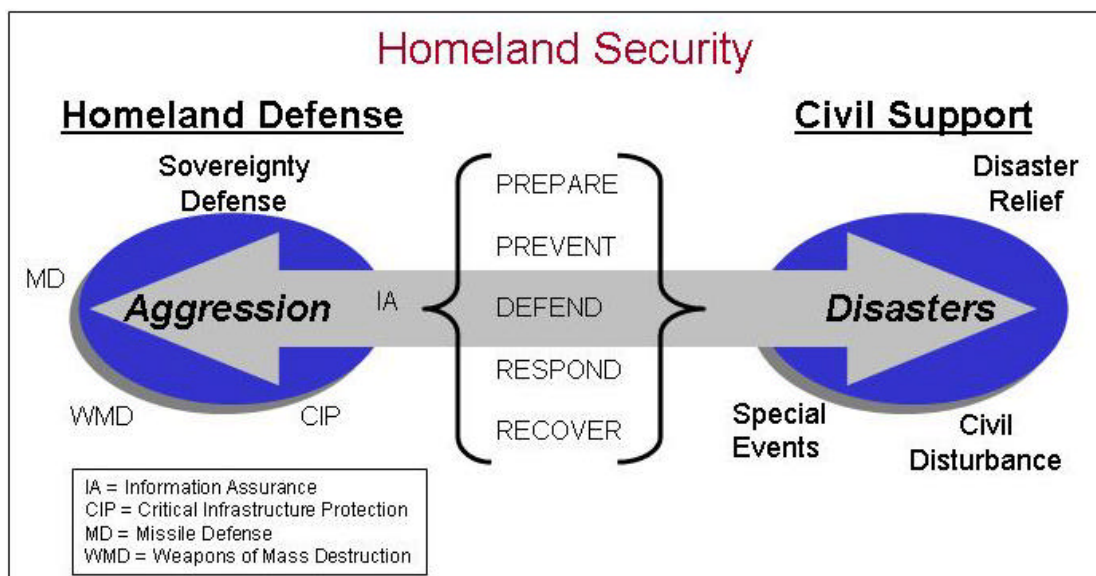 Homeland Security
Homeland Defense
Civil Support
Sovereignty
Defense
Disaster
Relief
PREPARE
PREVENT
DEFEND
RESPOND
RECOVER
MD
Aggression
IA
Disasters
WMD
CIP
Special
Events
Civil
Disturbance
IA = Information Assurance
CIP = Critical Infrastructure Protection
MD = Missile Defense
WMD = Weapons of Mass Destruction